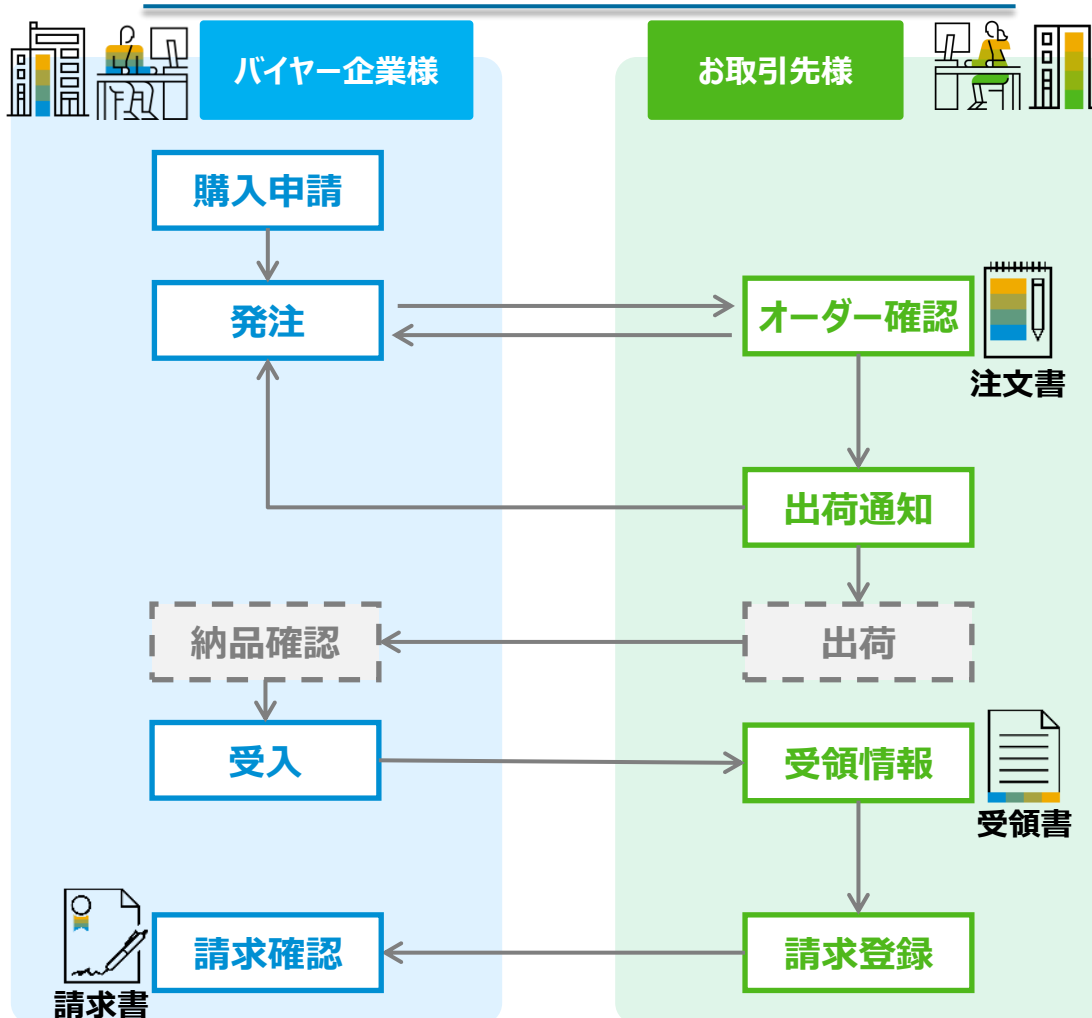 バイヤー企業様
お取引先様
購入申請
発注
オーダー確認
注文書
出荷通知
納品確認
出荷
受入
受領情報
受領書
請求確認
請求登録
請求書